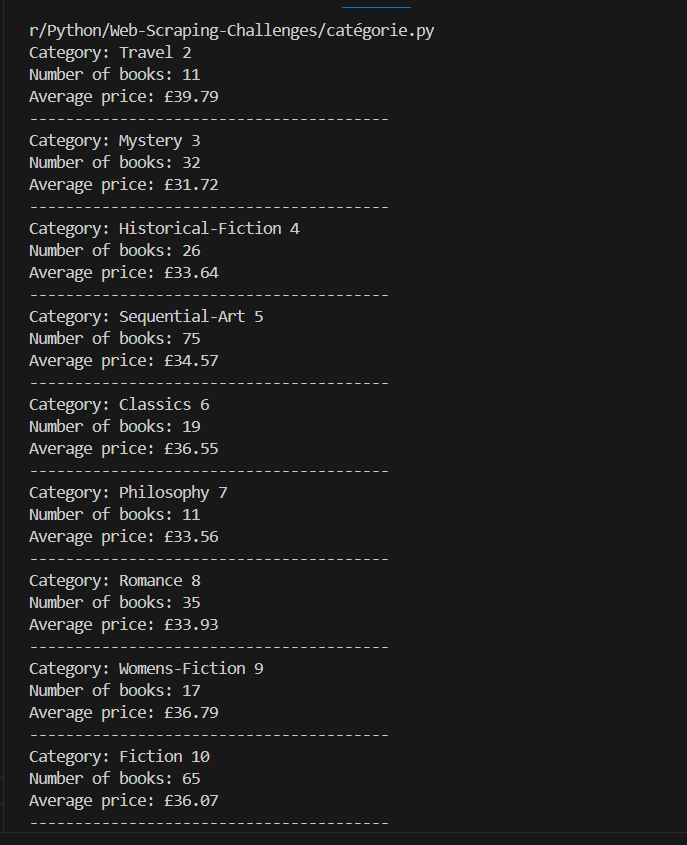 r/Python/Web-Scraping-Challenges/catégorie.py
Category: Travel 2
Number of books: 11
Average price: £39.79
----------------------------------------
Category: Mystery 3
Number of books: 32
Average price: £31.72
----------------------------------------
Category: Historical-Fiction 4
Number of books: 26
Average price: £33.64
----------------------------------------
Category: Sequential-Art 5
Number of books: 75
Average price: £34.57
----------------------------------------
Category: Classics 6
Number of books: 19
Average price: £36.55
----------------------------------------
Category: Philosophy 7
Number of books: 11
Average price: £33.56
----------------------------------------
Category: Romance 8
Number of books: 35
Average price: £33.93
----------------------------------------
Category: Womens-Fiction 9
Number of books: 17
Average price: £36.79
----------------------------------------
Category: Fiction 10
Number of books: 65
Average price: £36.07
----------------------------------------